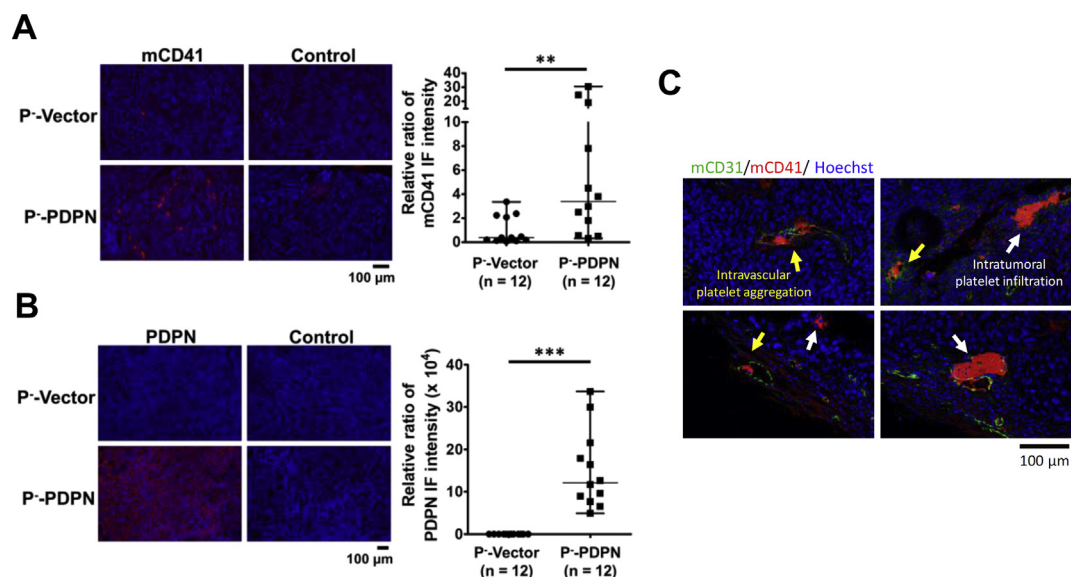 A
mCD41
Control
P⁻-Vector
P⁻-PDPN
100 µm
Relative ratio of
mCD41 IF intensity
30
20
10
10
8
6
4
2
0
**
P⁻-Vector
(n = 12)
P⁻-PDPN
(n = 12)
B
PDPN
Control
P⁻-Vector
P⁻-PDPN
100 µm
Relative ratio of
PDPN IF intensity (x 10⁴)
40
30
20
10
0
***
P⁻-Vector
(n = 12)
P⁻-PDPN
(n = 12)
C
mCD31/mCD41/ Hoechst
Intravascular
platelet aggregation
Intratumoral
platelet infiltration
100 µm